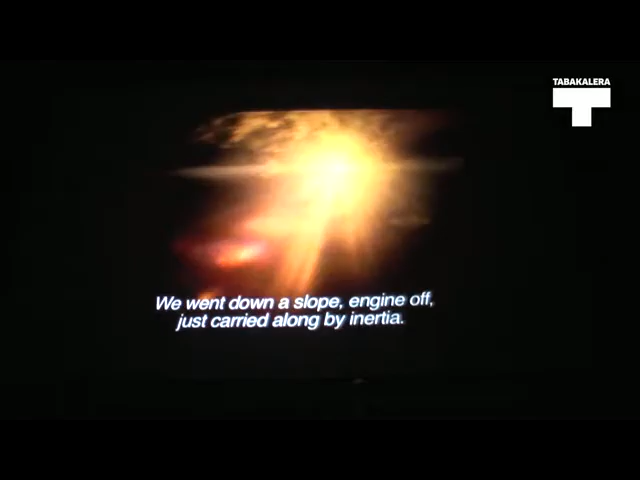 TABAKALERA
T
We went down a slope, engine off,
just carried along by inertia.